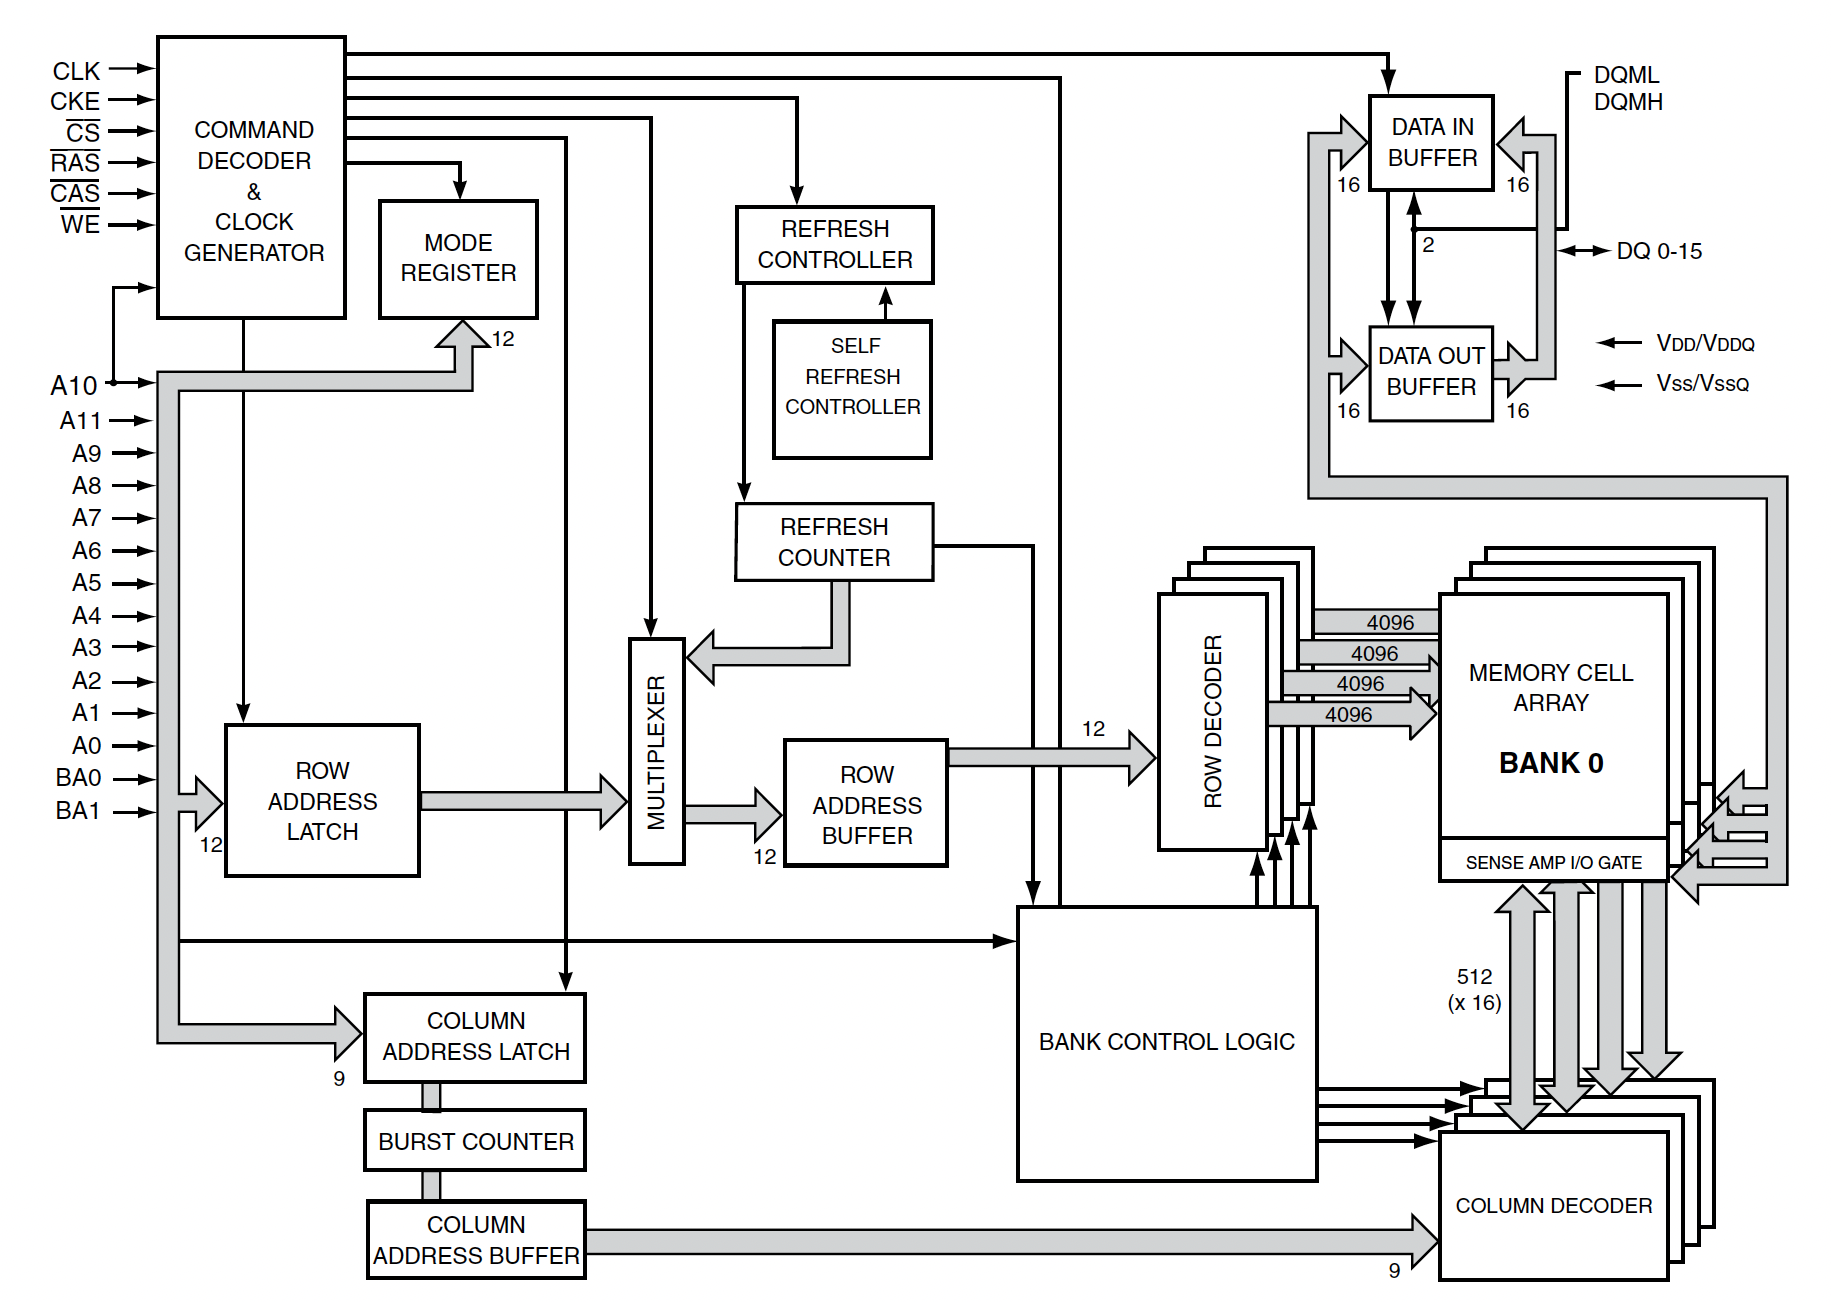 CLK
CKE
CS
RAS
CAS
WE
A10
A11
A9
A8
A7
A6
A5
A4
A3
A2
A1
A0
BA0
BA1
COMMAND
DECODER
&
CLOCK
GENERATOR
MODE
REGISTER
12
REFRESH
CONTROLLER
SELF
REFRESH
CONTROLLER
REFRESH
COUNTER
DATA IN
BUFFER
16
16
2
DATA OUT
BUFFER
16
16
DQML
DQMH
DQ 0-15
VDD/VDDQ
Vss/VssQ
ROW
ADDRESS
LATCH
12
MULTIPLEXER
12
ROW
ADDRESS
BUFFER
12
ROW DECODER
4096
4096
4096
4096
MEMORY CELL
ARRAY
BANK 0
SENSE AMP I/O GATE
512
(x 16)
BANK CONTROL LOGIC
COLUMN
ADDRESS LATCH
9
BURST COUNTER
COLUMN
ADDRESS BUFFER
9
COLUMN DECODER